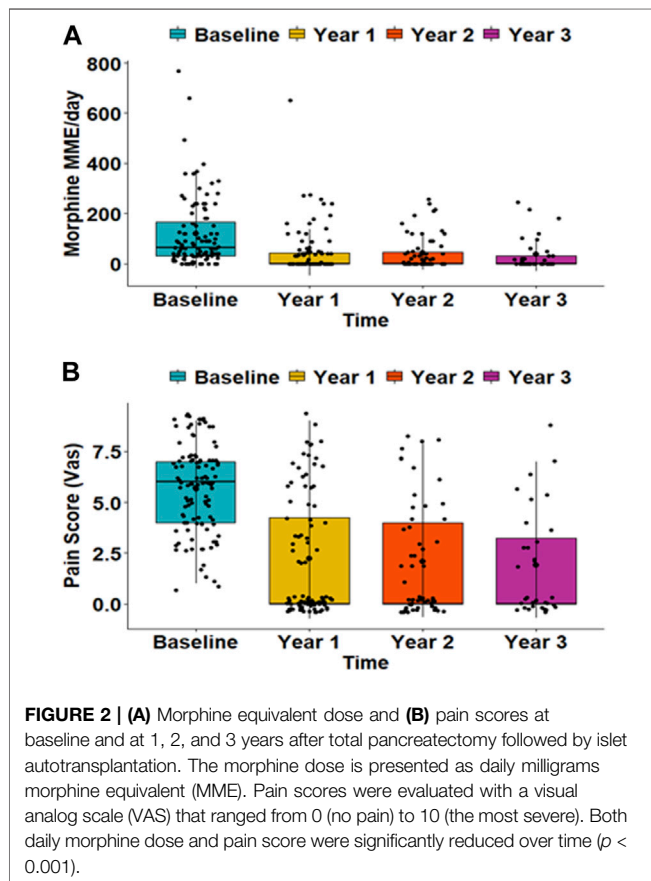 A
Baseline Year 1 Year 2 Year 3
800
600
400
200
0
Morphine MME/day
Baseline Year 1 Year 2 Year 3
Time
B
Baseline Year 1 Year 2 Year 3
7.5
5.0
2.5
0.0
Pain Score (Vas)
Baseline Year 1 Year 2 Year 3
Time
FIGURE 2 | (A) Morphine equivalent dose and (B) pain scores at
baseline and at 1, 2, and 3 years after total pancreatectomy followed by islet
autotransplantation. The morphine dose is presented as daily milligrams
morphine equivalent (MME). Pain scores were evaluated with a visual
analog scale (VAS) that ranged from 0 (no pain) to 10 (the most severe). Both
daily morphine dose and pain score were significantly reduced over time (p <
0.001).